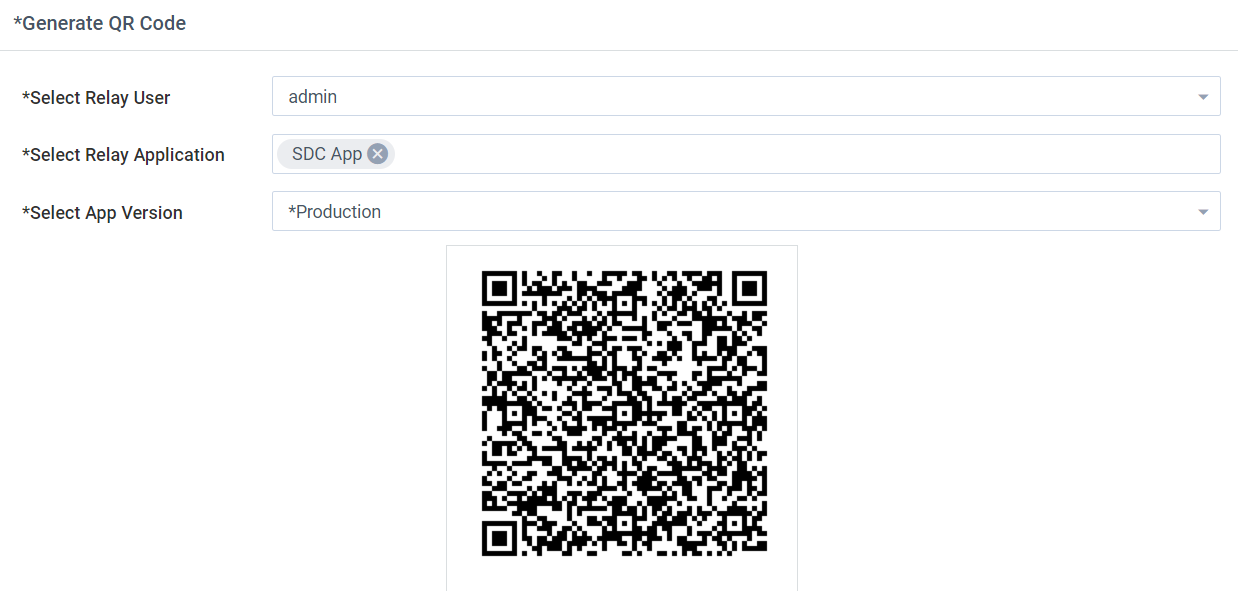 *Generate QR Code
*Select Relay User
admin
*Select Relay Application
SDC App
*Select App Version
*Production